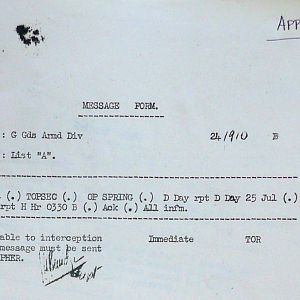 APP
MESSAGE FORM.
: G Gds Armd Div 24/1910 B
: List "A".
(.) TOPSEC (.) OP SPRING (.) D Day rpt D Day 25 Jul (.)
rpt H Hr 0330 B (.) Ack (.) All infm.
able to interception Immediate TOR
message must be sent
PHER.